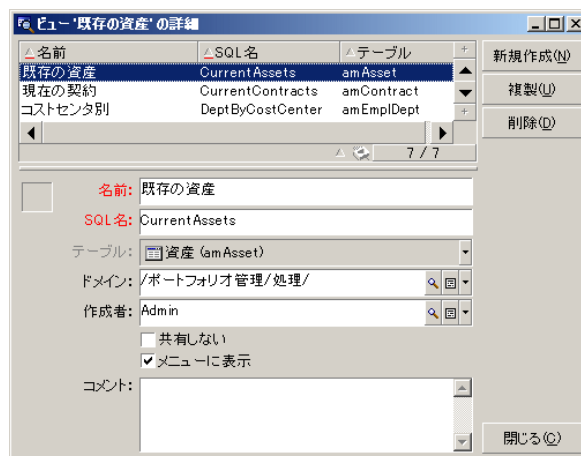 ビュー '既存の資産' の詳細
名前 SQL名 テーブル
既存の資産 CurrentAssets amAsset
現在の契約 CurrentContracts amContract
コストセンタ別 DeptByCostCenter amEmplDept
7 / 7
新規作成(N)
複製(U)
削除(D)
名前: 既存の資産
SQL名: CurrentAssets
テーブル: 資産 (amAsset)
ドメイン: /ポートフォリオ管理/処理/
作成者: Admin
共有しない
メニューに表示
コメント:
閉じる(C)